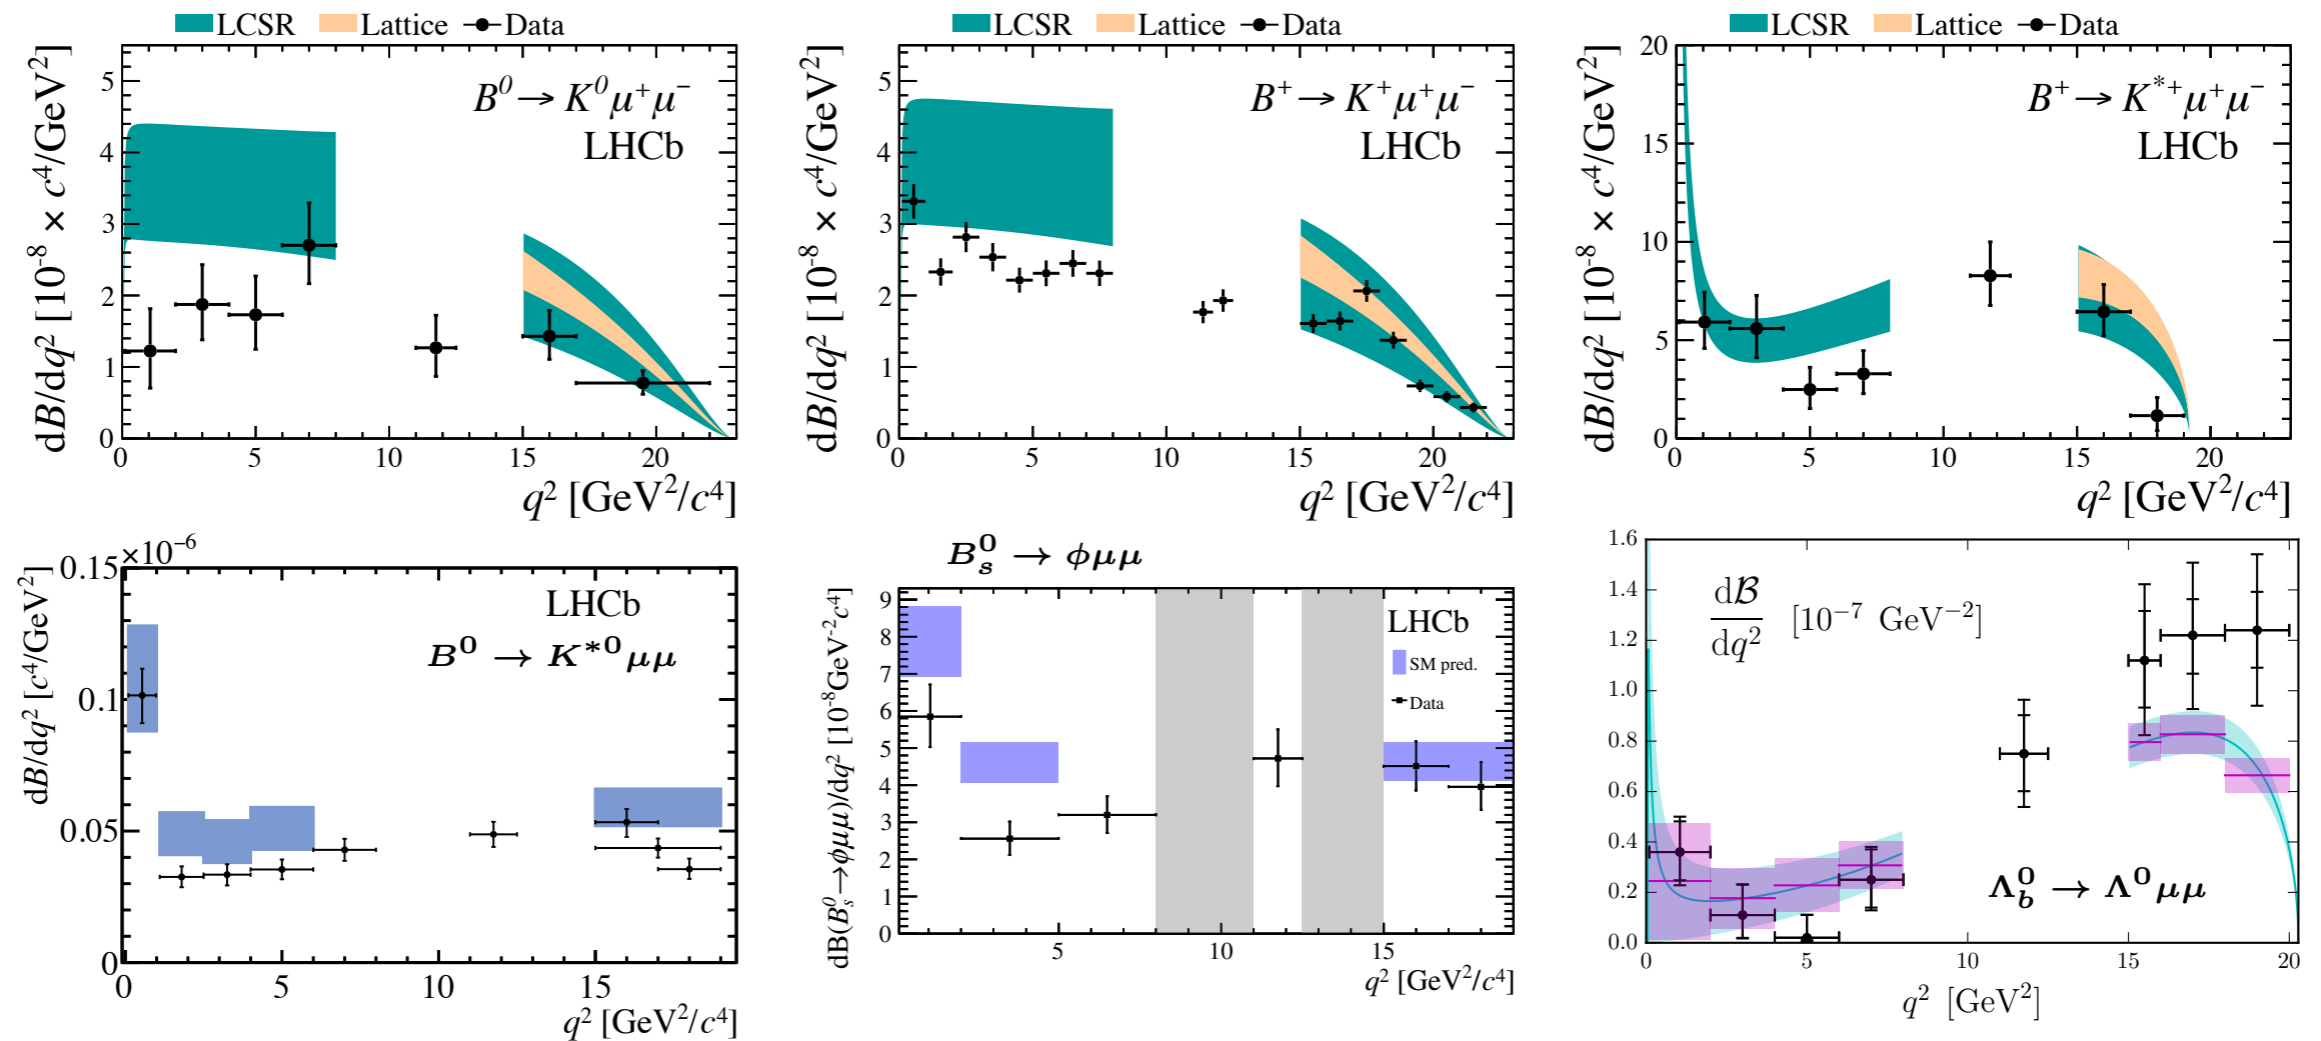 LCSR Lattice Data
dB/dq² [10⁻⁸ × c⁴/GeV²]
5
4
3
2
1
0
B⁰ → K⁰μ⁺μ⁻
LHCb
0 5 10 15 20
q² [GeV²/c⁴]
LCSR Lattice Data
dB/dq² [10⁻⁸ × c⁴/GeV²]
5
4
3
2
1
0
B⁺ → K⁺μ⁺μ⁻
LHCb
0 5 10 15 20
q² [GeV²/c⁴]
LCSR Lattice Data
dB/dq² [10⁻⁸ × c⁴/GeV²]
20
15
10
5
0
B⁺ → K*⁺μ⁺μ⁻
LHCb
0 5 10 15 20
q² [GeV²/c⁴]
×10⁻⁶
dB/dq² [c⁴/GeV²]
0.15
0.1
0.05
0
LHCb
B⁰ → K*⁰μμ
0 5 10 15
q² [GeV²/c⁴]
B⁰ₛ → ϕμμ
dB(B⁰ₛ→ϕμμ)/dq² [10⁻⁸GeV⁻²c⁴]
9
8
7
6
5
4
3
2
1
0
LHCb
SM pred.
Data
5 10 15
q² [GeV²/c⁴]
1.6
1.4
1.2
1.0
0.8
0.6
0.4
0.2
0.0
dℬ/dq² [10⁻⁷ GeV⁻²]
Λ⁰b → Λ⁰μμ
0 5 10 15 20
q² [GeV²]